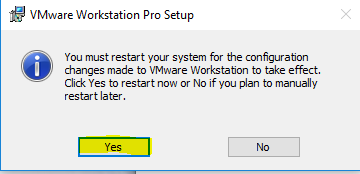 VMware Workstation Pro Setup
You must restart your system for the configuration
changes made to VMware Workstation to take effect.
Click Yes to restart now or No if you plan to manually
restart later.
Yes
No